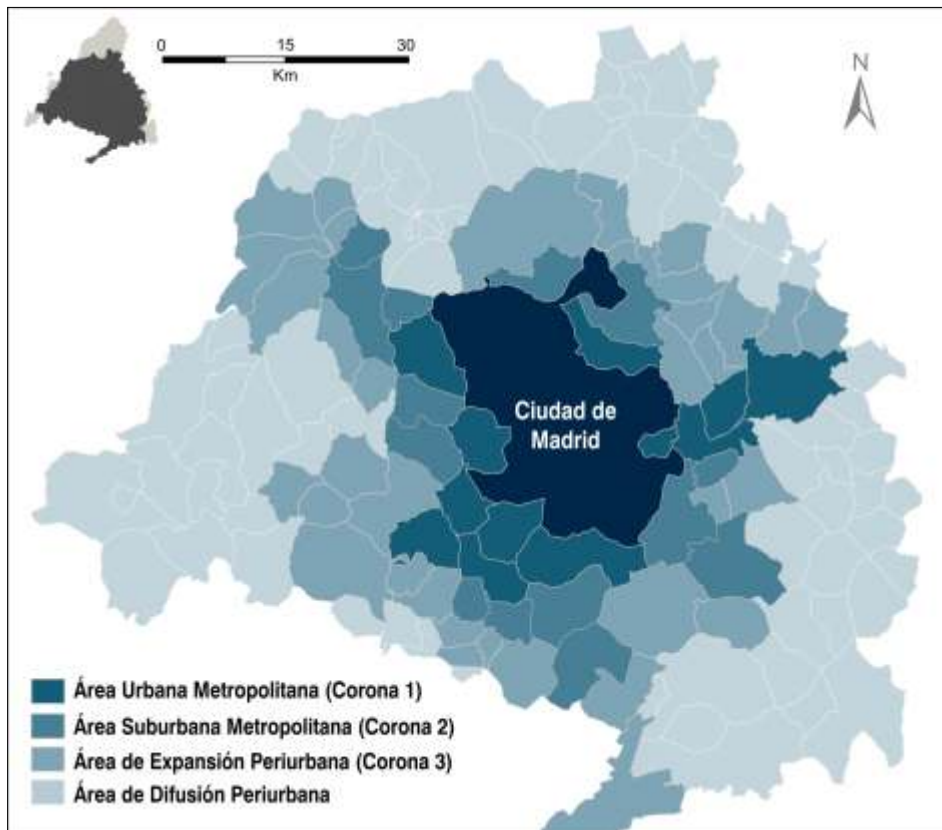 0 15 30
Km
N
Ciudad de
Madrid
Área Urbana Metropolitana (Corona 1)
Área Suburbana Metropolitana (Corona 2)
Área de Expansión Periurbana (Corona 3)
Área de Difusión Periurbana